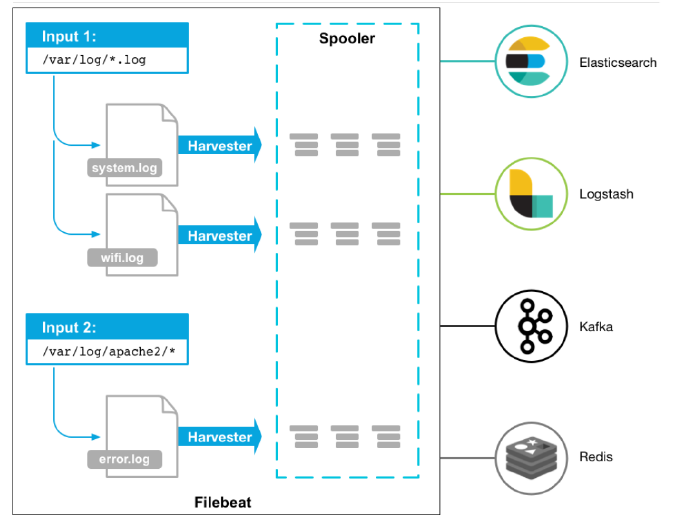 Input 1:
/var/log/*.log
Spooler
system.log
Harvester
wifi.log
Harvester
Input 2:
/var/log/apache2/*
error.log
Harvester
Filebeat
Elasticsearch
Logstash
Kafka
Redis